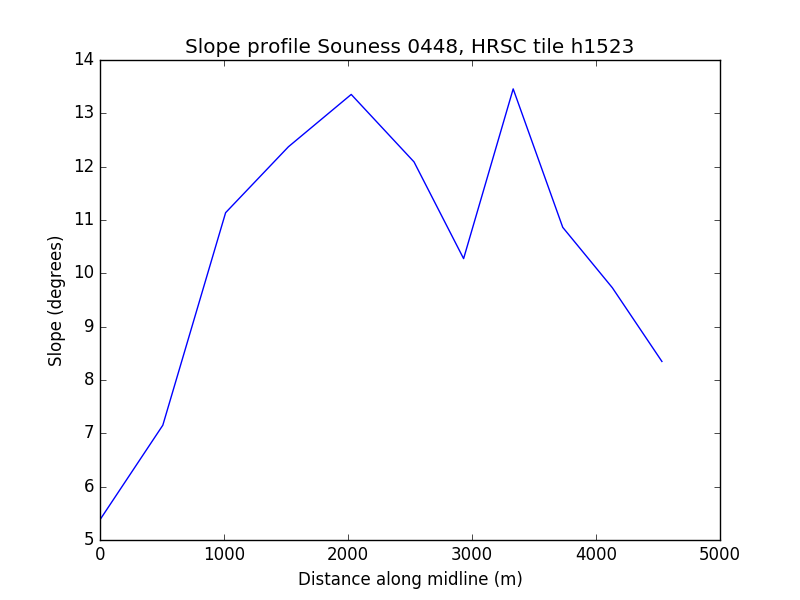 Slope profile Souness 0448, HRSC tile h1523
14
13
12
11
10
9
8
7
6
5
Slope (degrees)
0 1000 2000 3000 4000 5000
Distance along midline (m)